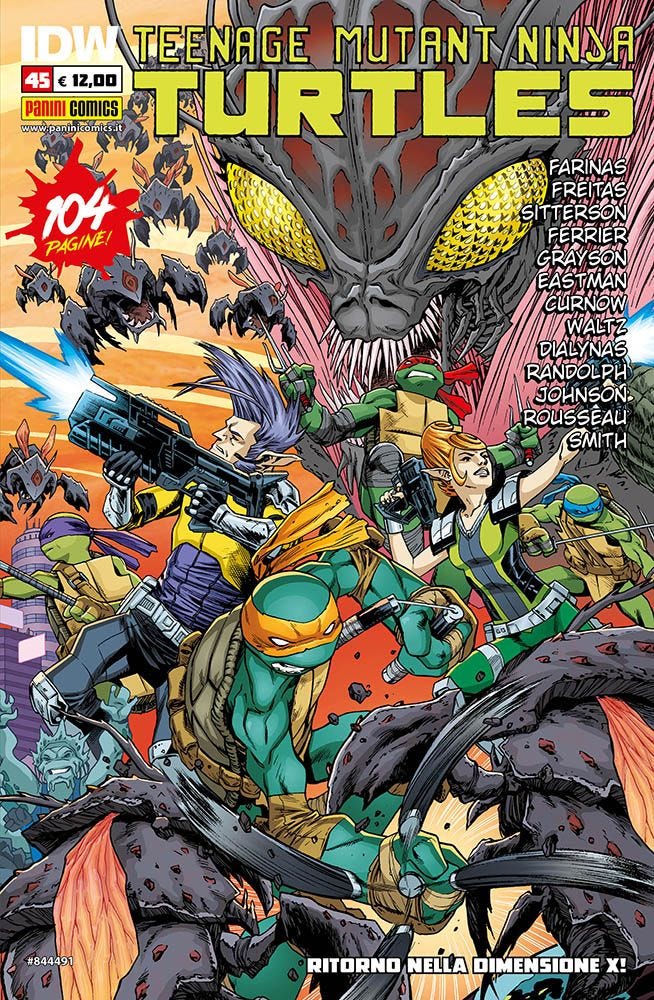 IDW
TEENAGE MUTANT NINJA
TURTLES
45
€ 12,00
PANINI COMICS
www.paninicomics.it
104
PAGINE!
FARINAS
FREITAS
SITTERSON
FERRIER
GRAYSON
EASTMAN
CURNOW
WALTZ
DIALYNAS
RANDOLPH
JOHNSON
ROUSSEAU
SMITH
#844491
RITORNO NELLA DIMENSIONE X!